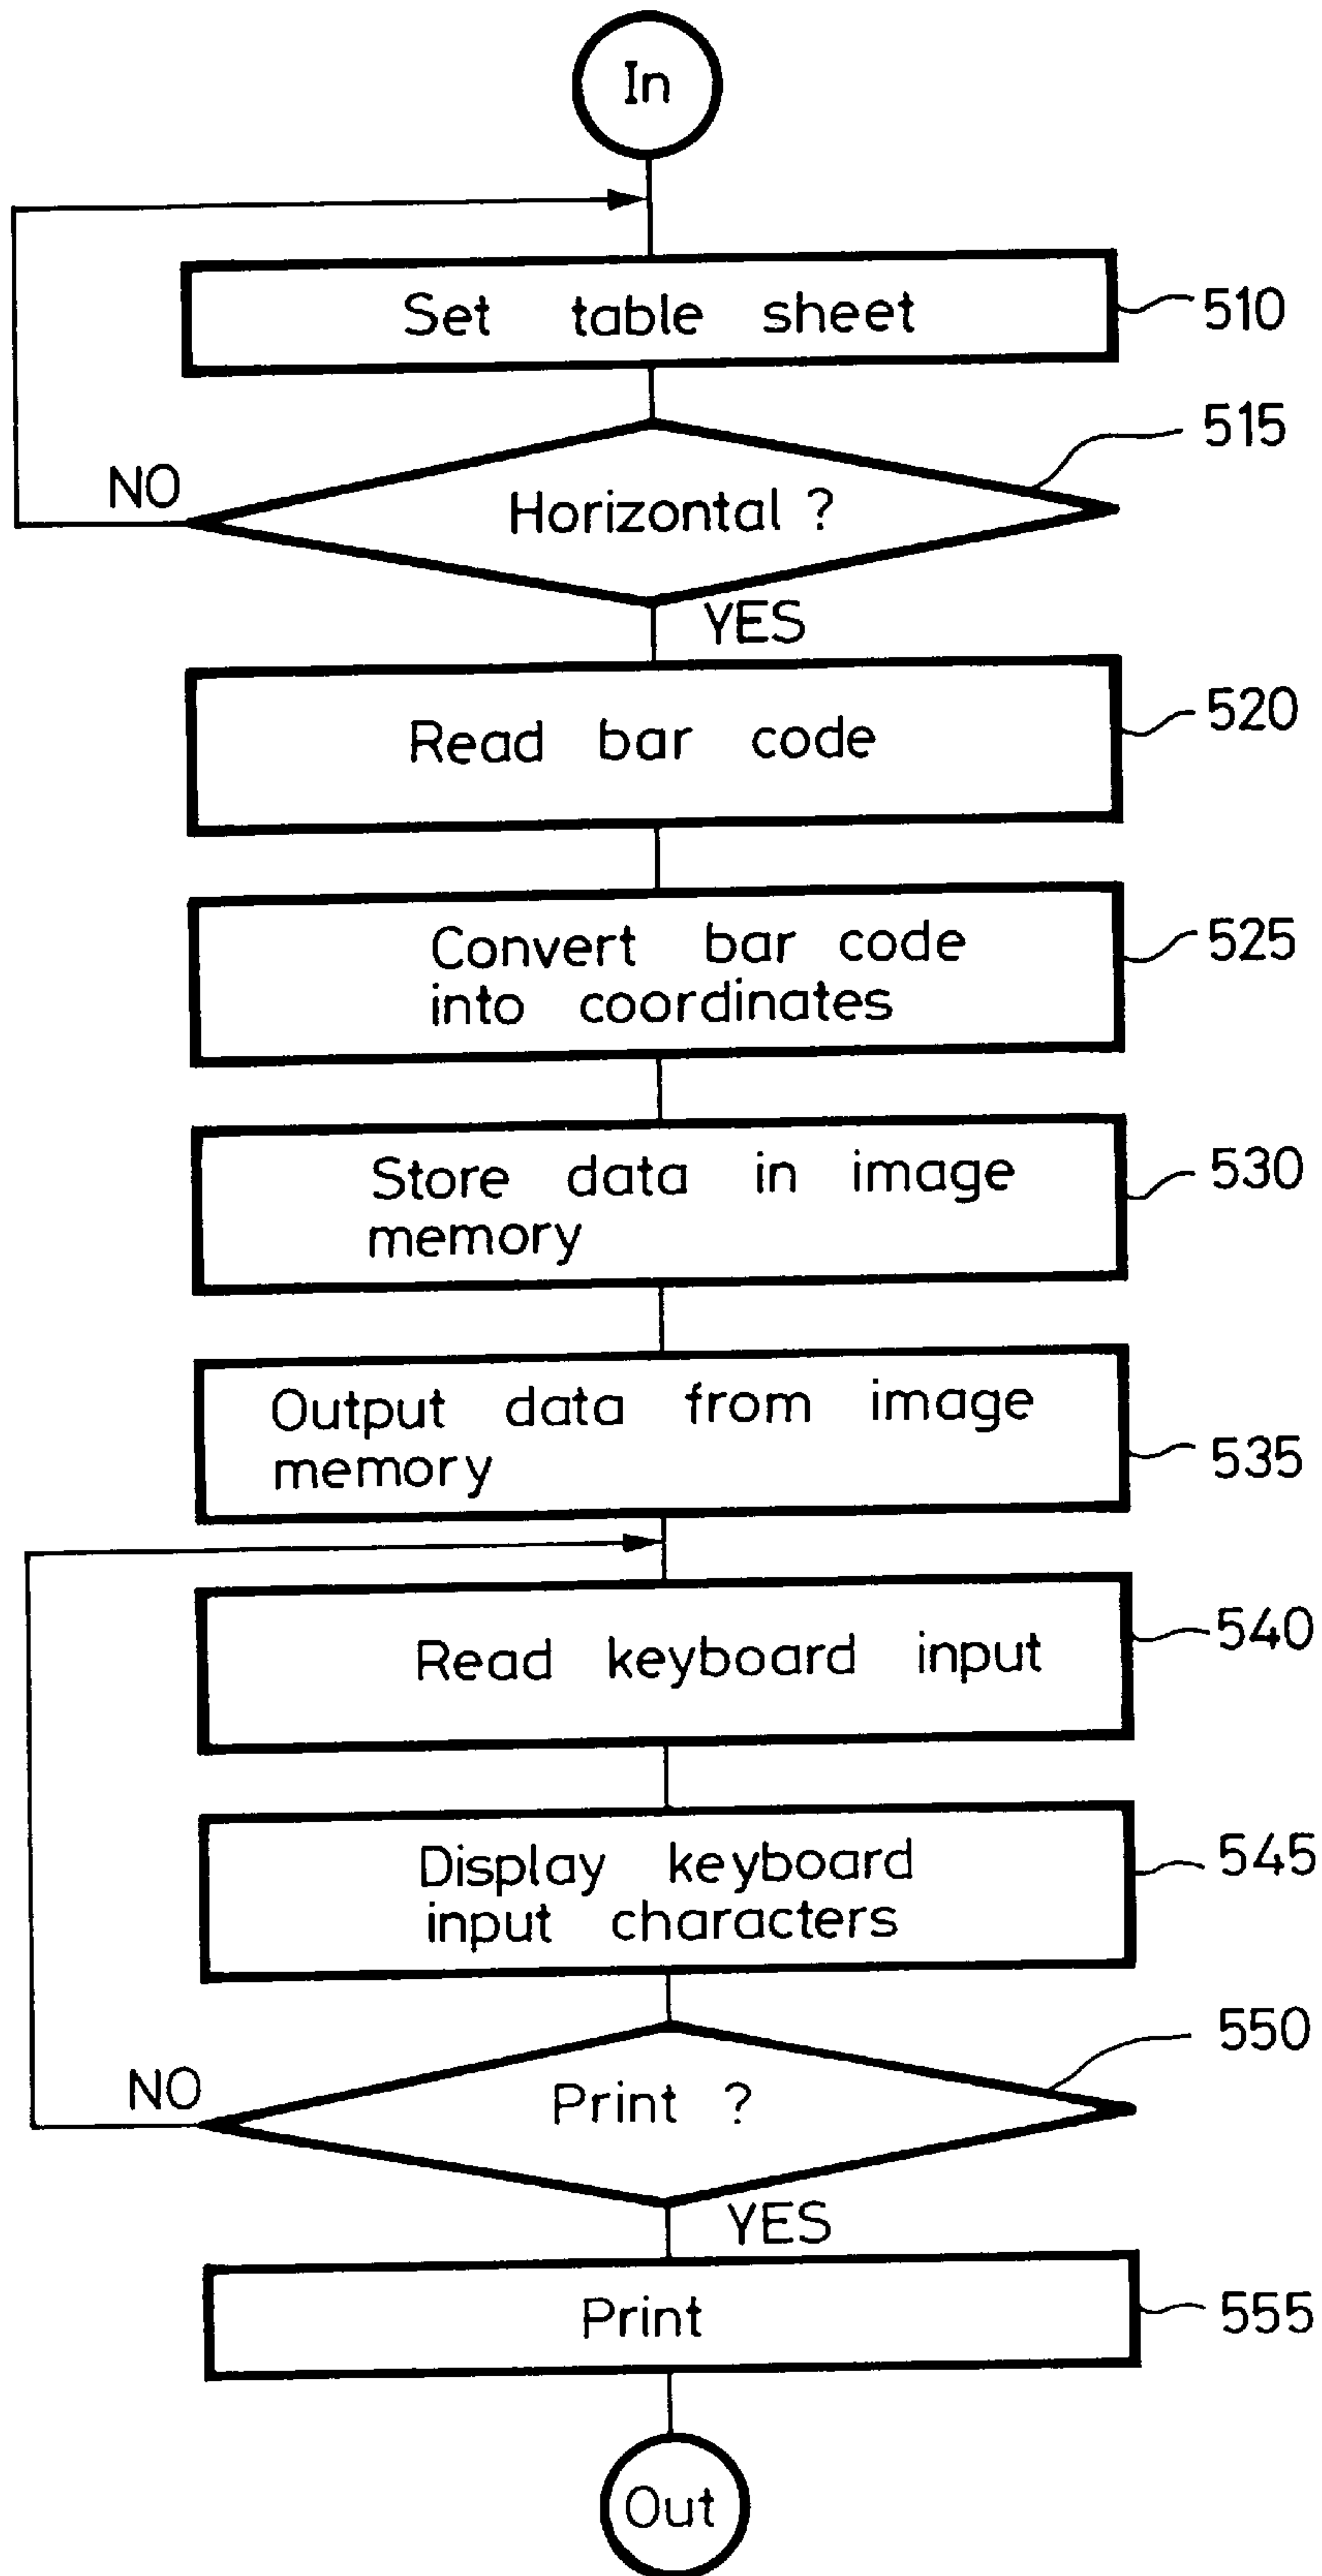 In
Set table sheet
510
515
NO
Horizontal ?
YES
Read bar code
520
Convert bar code
into coordinates
525
Store data in image
memory
530
Output data from image
memory
535
Read keyboard input
540
Display keyboard
input characters
545
550
NO
Print ?
YES
Print
555
Out